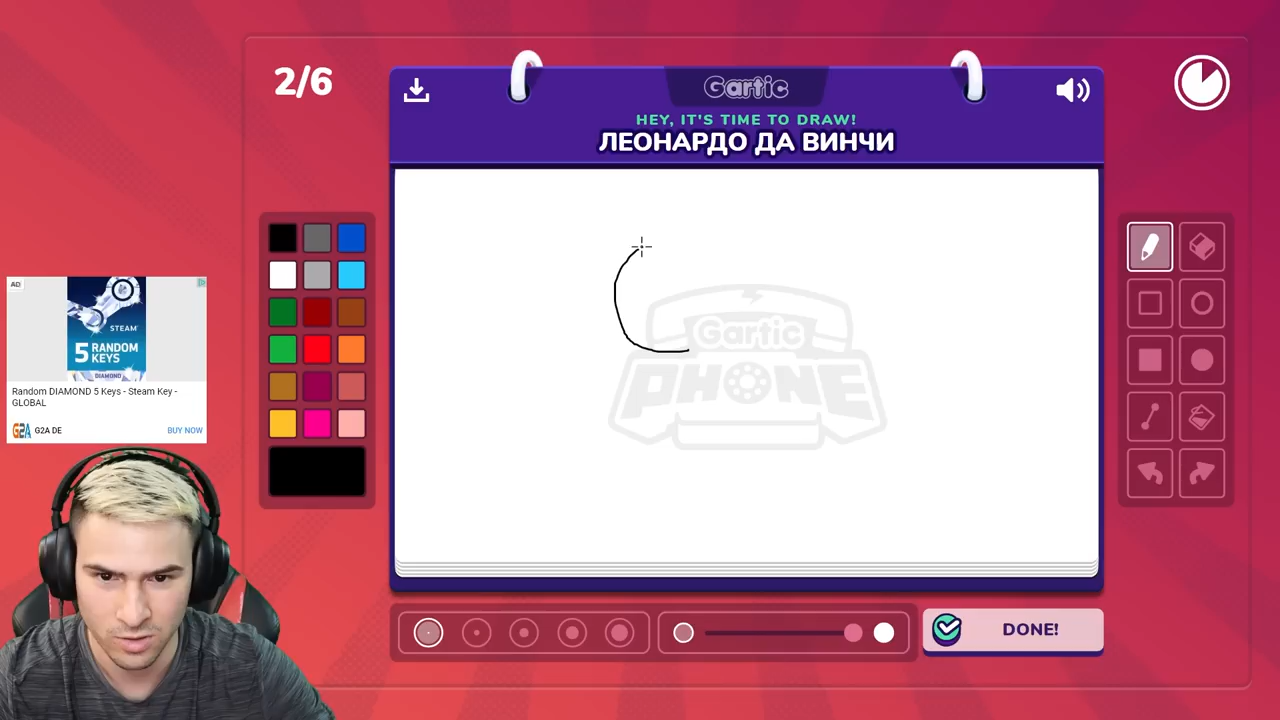 2/6
Gartic
HEY, IT'S TIME TO DRAW!
ЛЕОНАРДО ДА ВИНЧИ
Gartic
PHONE
AD
STEAM
5 RANDOM
KEYS
DIAMOND
Random DIAMOND 5 Keys - Steam Key -
GLOBAL
G2A G2A DE
BUY NOW
DONE!